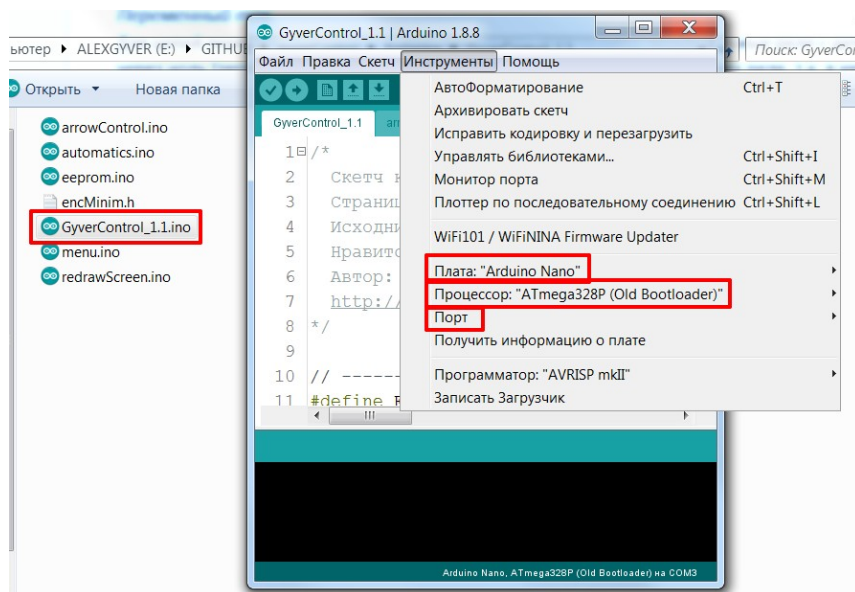 GyverControl_1.1 | Arduino 1.8.8
ьютер ▸ ALEXGYVER (E:) ▸ GITHUB
Поиск: GyverCon
Файл Правка Скетч Инструменты Помощь
Открыть Новая папка
arrowControl.ino
automatics.ino
eeprom.ino
encMinim.h
GyverControl_1.1.ino
menu.ino
redrawScreen.ino
GyverControl_1.1
1 /*
2 Скетч
3 Страниц
4 Исходни
5 Нравитс
6 Автор:
7 http://
8 */
9
10 // -----
11 #define
АвтоФорматирование Ctrl+T
Архивировать скетч
Исправить кодировку и перезагрузить
Управлять библиотеками... Ctrl+Shift+I
Монитор порта Ctrl+Shift+M
Плоттер по последовательному соединению Ctrl+Shift+L
WiFi101 / WiFiNINA Firmware Updater
Плата: "Arduino Nano"
Процессор: "ATmega328P (Old Bootloader)"
Порт
Получить информацию о плате
Программатор: "AVRISP mkII"
Записать Загрузчик
Arduino Nano, ATmega328P (Old Bootloader) на COM3